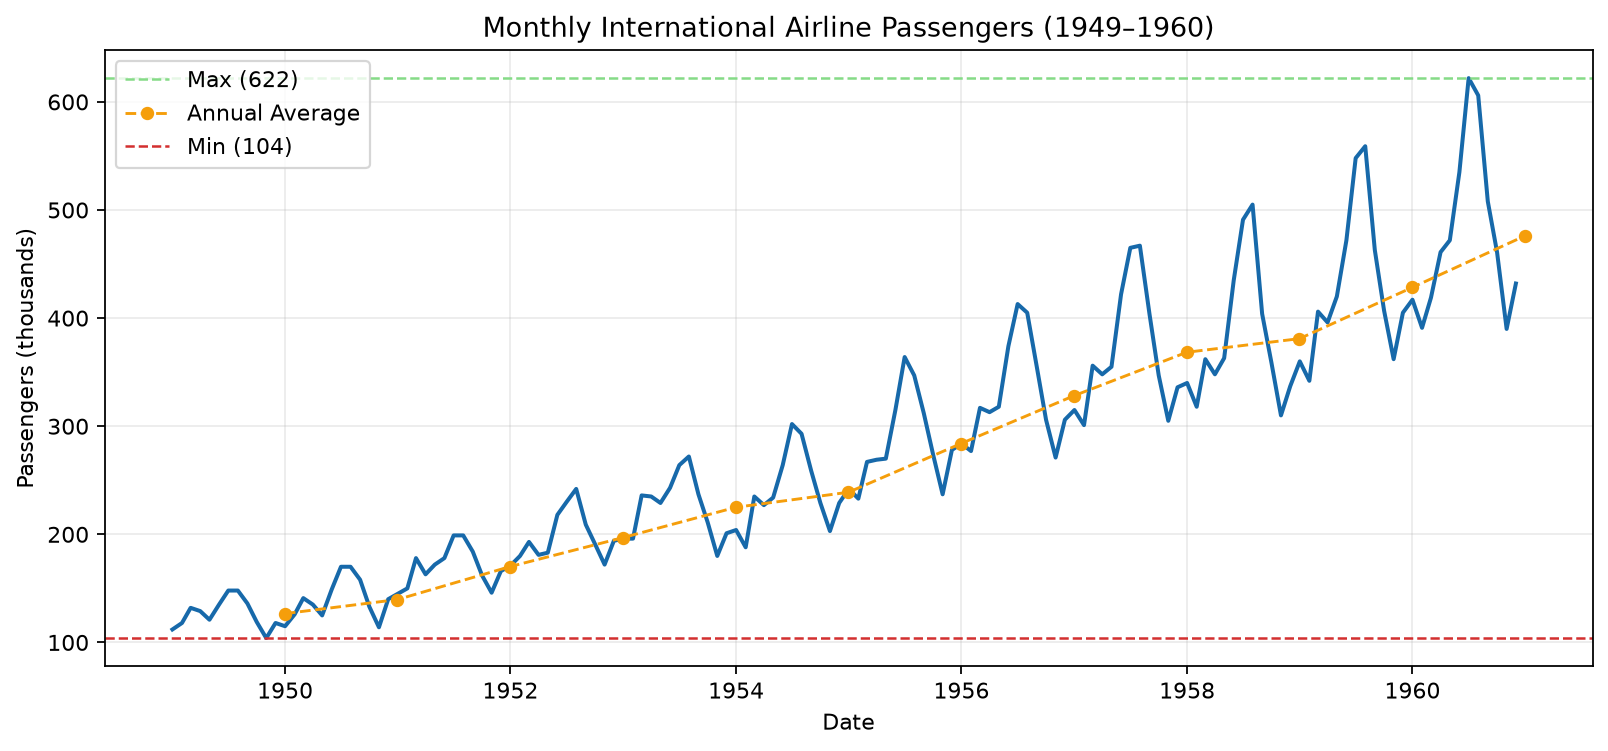 Monthly International Airline Passengers (1949–1960)
Max (622)
Annual Average
Min (104)
Passengers (thousands)
600
500
400
300
200
100
1950
1952
1954
1956
1958
1960
Date